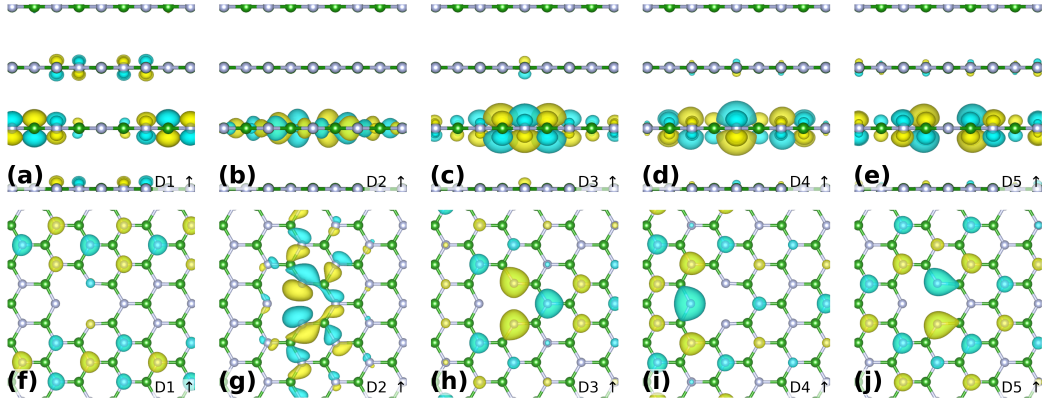 (a) D1 ↑ (b) D2 ↑ (c) D3 ↑ (d) D4 ↑ (e) D5 ↑
(f) D1 ↑ (g) D2 ↑ (h) D3 ↑ (i) D4 ↑ (j) D5 ↑